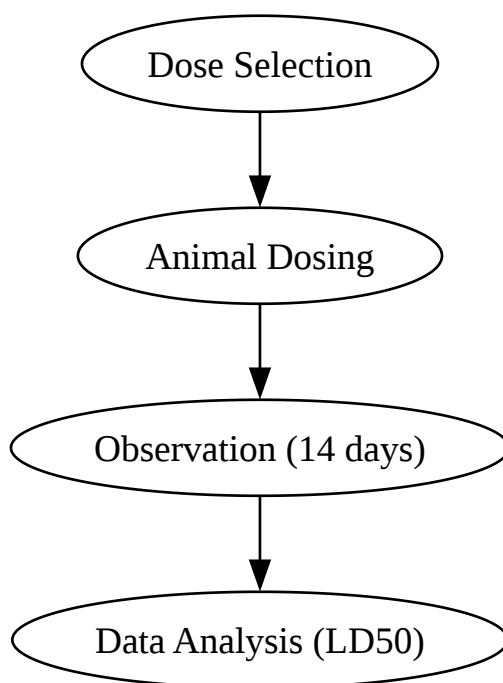 Dose Selection
Animal Dosing
Observation (14 days)
Data Analysis (LD50)